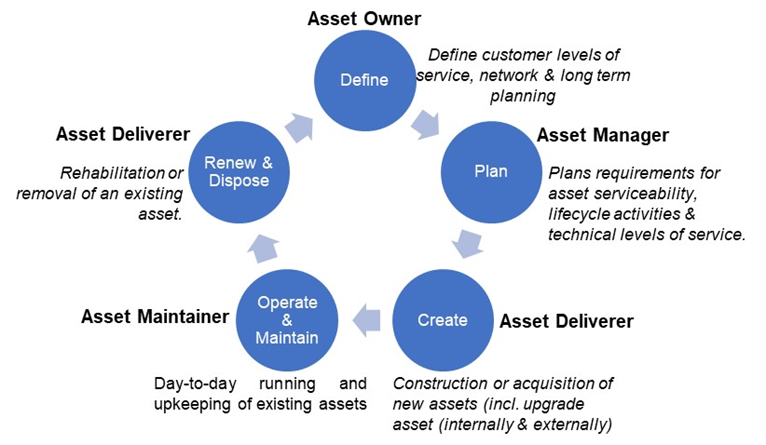 Asset Owner
Define
Define customer levels of
service, network & long term
planning
Asset Manager
Plan
Plans requirements for
asset serviceability,
lifecycle activities &
technical levels of service.
Create
Asset Deliverer
Construction or acquisition of
new assets (incl. upgrade
asset (internally & externally)
Asset Maintainer
Operate
&
Maintain
Day-to-day running and
upkeeping of existing assets
Asset Deliverer
Renew &
Dispose
Rehabilitation or
removal of an existing
asset.